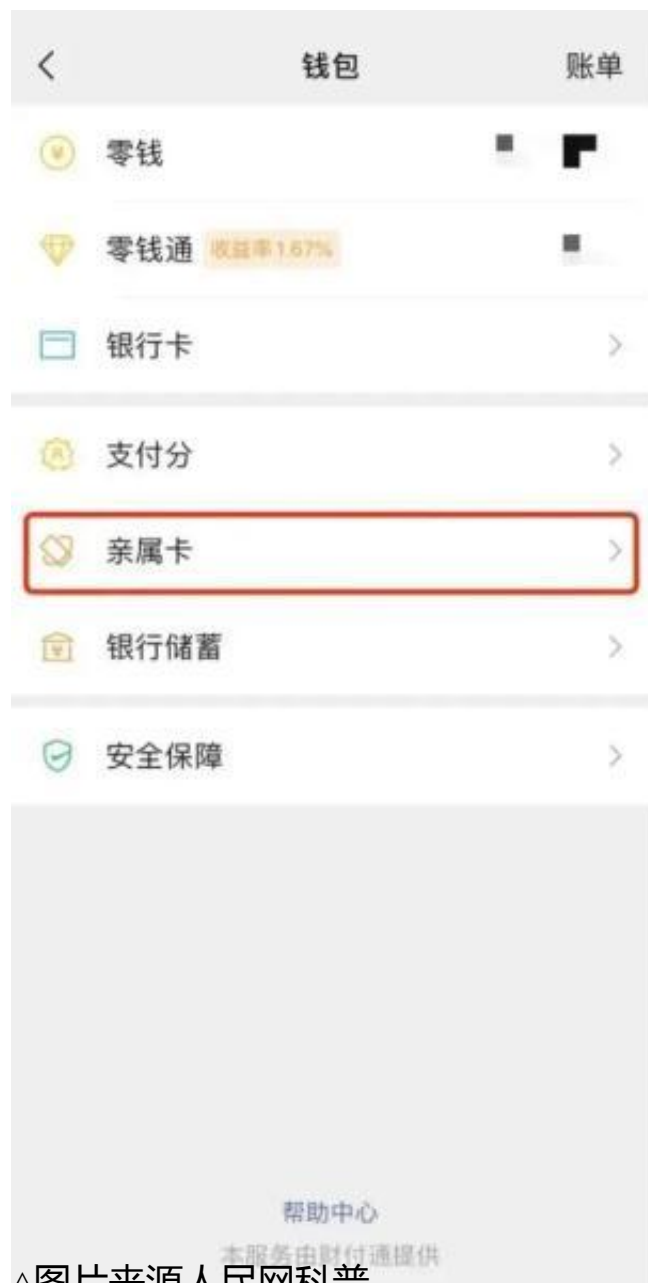 钱包 账单
零钱
零钱通 收益率1.67%
银行卡
支付分
亲属卡
银行储蓄
安全保障
帮助中心
本服务由财付通提供
△图片来源人民网科普